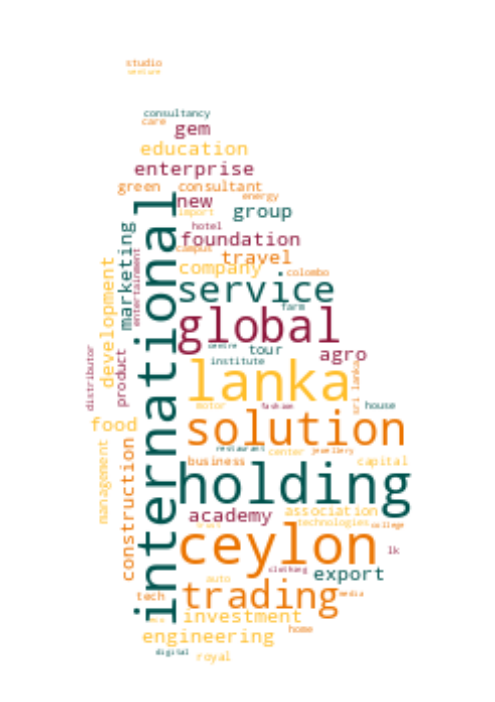 studio
venture
consultancy
care
gem
education
enterprise
green consultant
energy
new
import
group
hotel
foundation
campus
travel
company
colombo
international
marketing
entertainment
development
service
farm
global
centre
tour
agro
institute
product
distributor
lanka
sri lanka
motor
fashion
house
food
solution
restaurant
center
jewellery
business
capital
management
construction
holding
academy
association
technologies
college
ceylon
lk
clothing
export
auto
tech
trading
media
investment
home
engineering
digital
royal